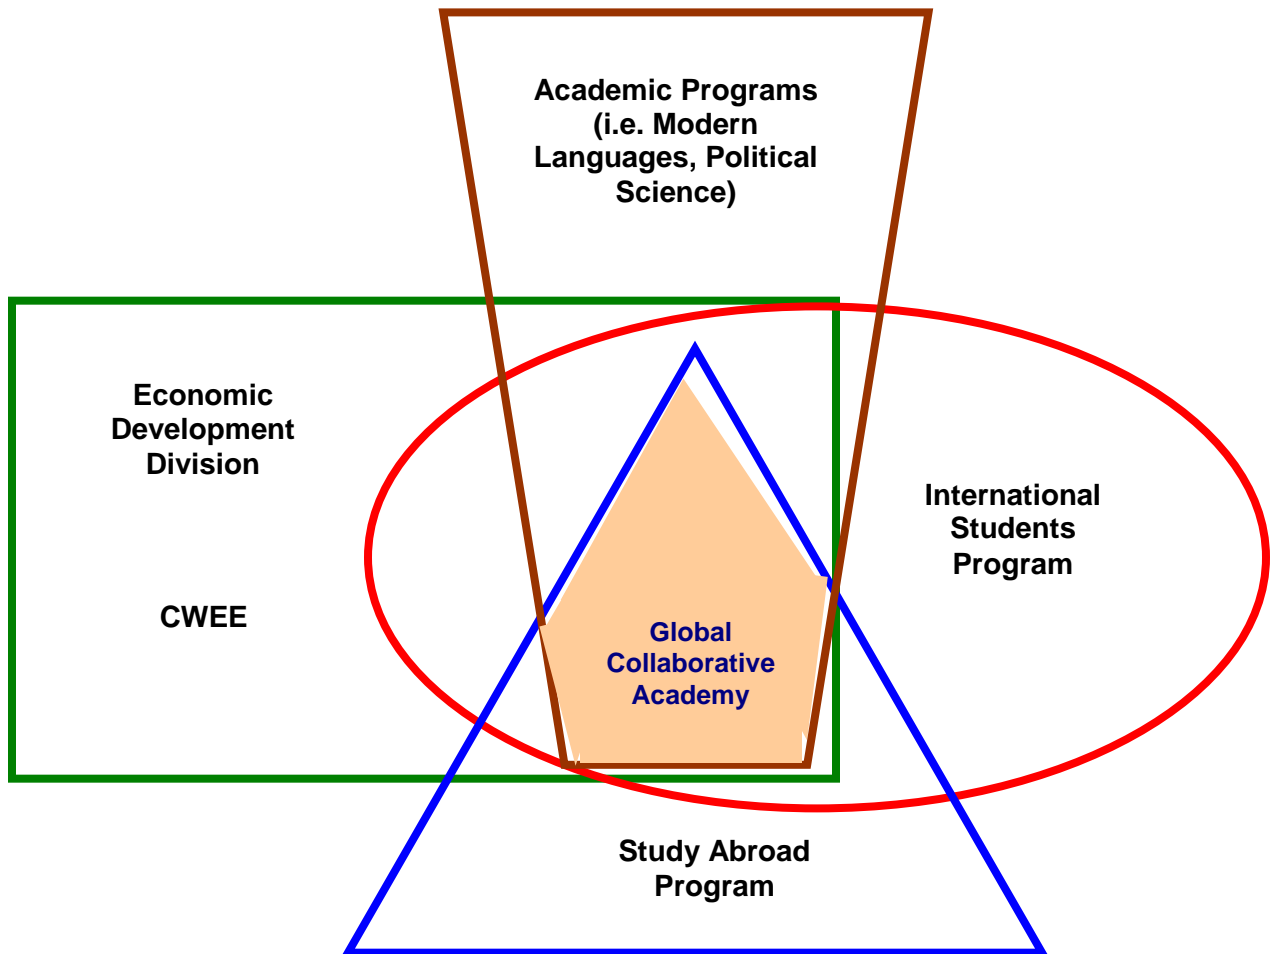 Academic Programs
(i.e. Modern
Languages, Political
Science)
Economic
Development
Division
CWEE
International
Students
Program
Global
Collaborative
Academy
Study Abroad
Program